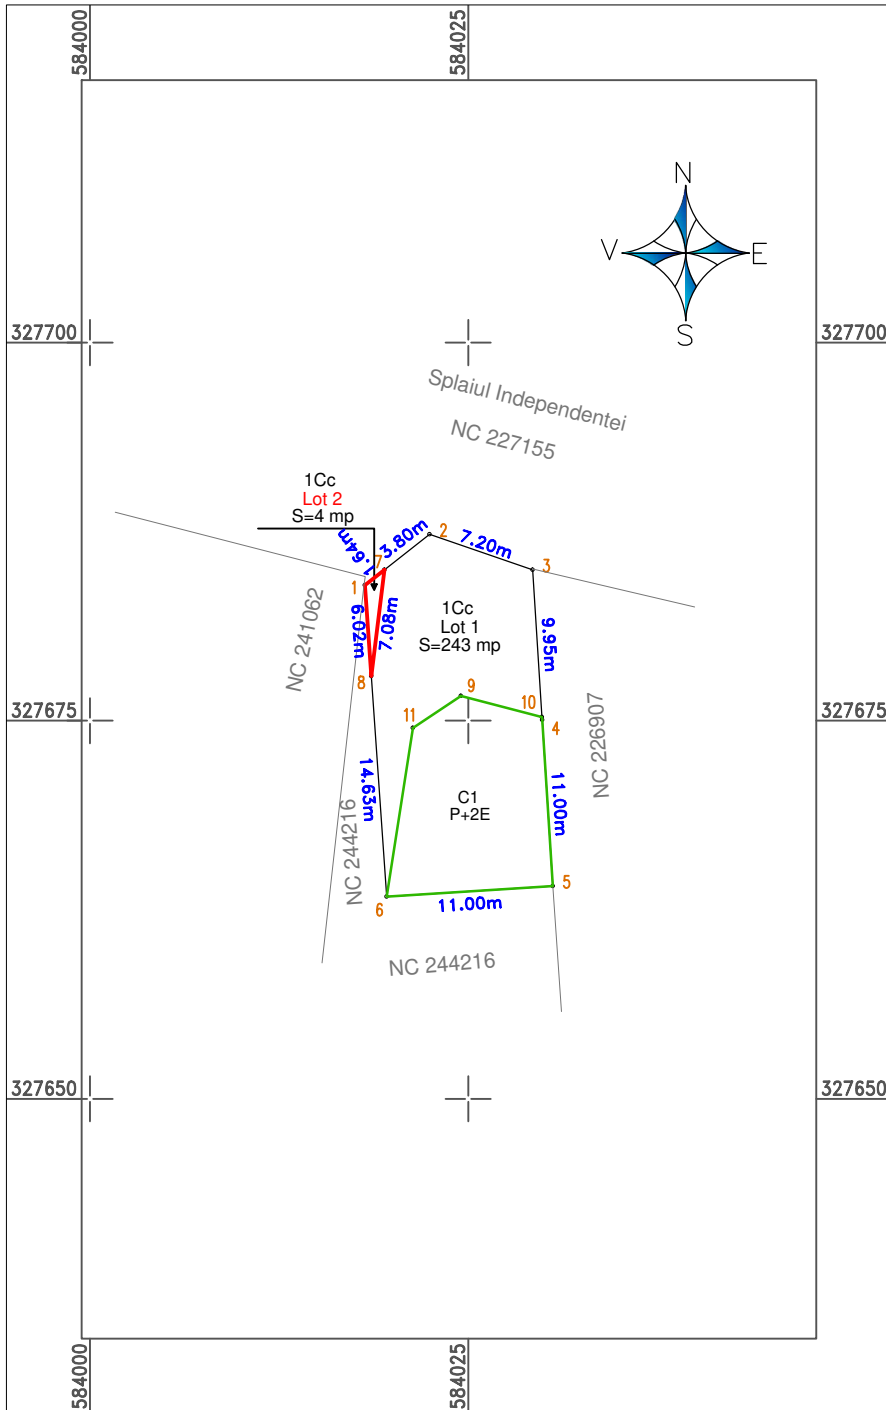 584000
584025
N
V
E
S
327700
327700
Splaiul Independentei
NC 227155
1Cc
Lot 2
S=4 mp
1.64m
3.80m
2
7.20m
7
3
1
6.02m
7.08m
1Cc
Lot 1
S=243 mp
9.95m
NC 241062
8
9
10
327675
11
4
327675
NC 226907
14.63m
11.00m
C1
P+2E
NC 244216
5
6
11.00m
NC 244216
327650
327650
584000
584025